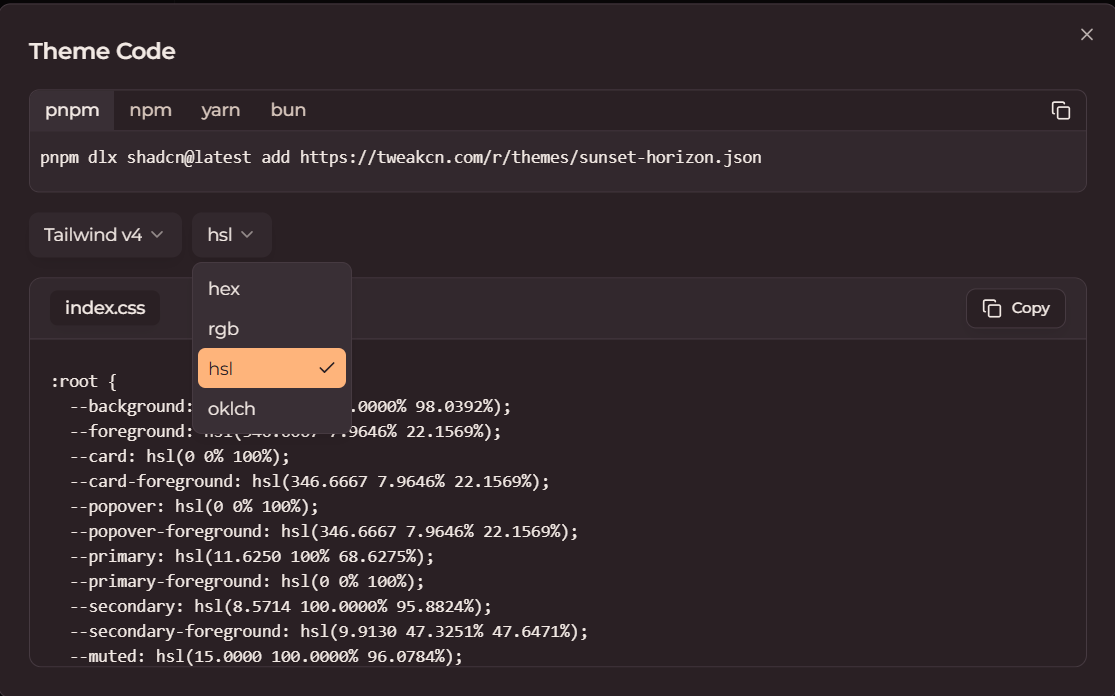 Theme Code
pnpm npm yarn bun
pnpm dlx shadcn@latest add https://tweakcn.com/r/themes/sunset-horizon.json
Tailwind v4 hsl
hex
rgb
hsl
oklch
index.css Copy
:root {
--background: .0000% 98.0392%);
--foreground: 7.9646% 22.1569%);
--card: hsl(0 0% 100%);
--card-foreground: hsl(346.6667 7.9646% 22.1569%);
--popover: hsl(0 0% 100%);
--popover-foreground: hsl(346.6667 7.9646% 22.1569%);
--primary: hsl(11.6250 100% 68.6275%);
--primary-foreground: hsl(0 0% 100%);
--secondary: hsl(8.5714 100.0000% 95.8824%);
--secondary-foreground: hsl(9.9130 47.3251% 47.6471%);
--muted: hsl(15.0000 100.0000% 96.0784%);